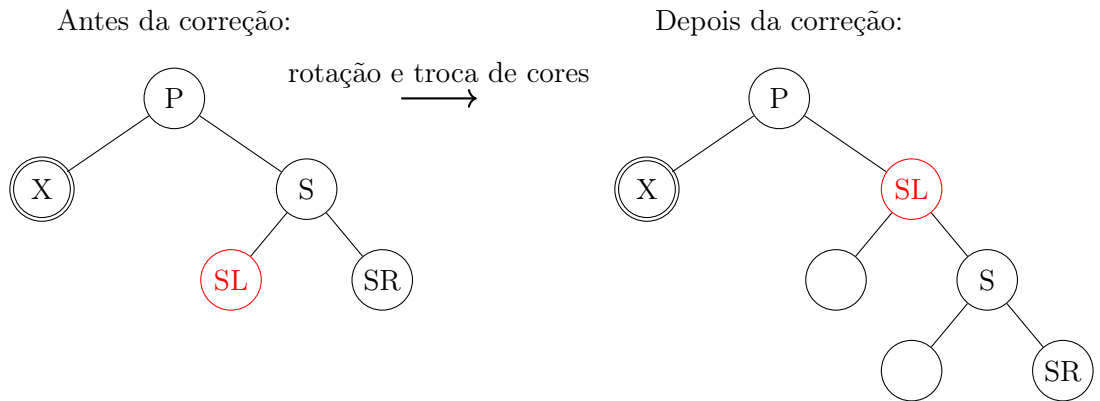 Antes da correção:
Depois da correção:
rotação e troca de cores
P
X
S
SL
SR
P
X
SL
S
SR